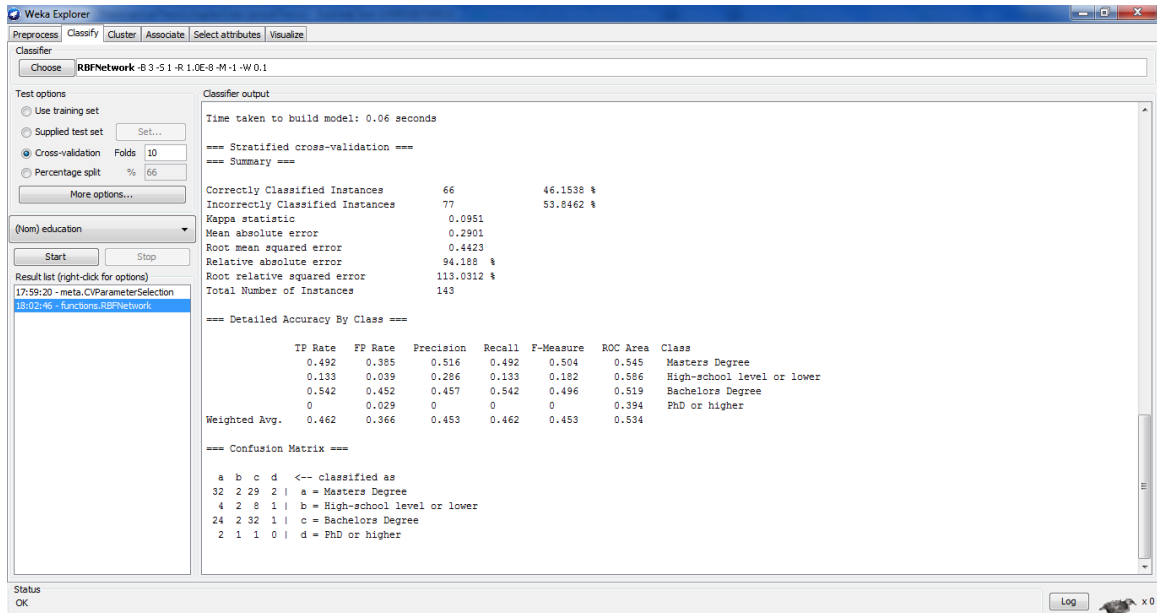 Weka Explorer
Preprocess Classify Cluster Associate Select attributes Visualize
Classifier
Choose RBFNetwork -B 3 -S 1 -R 1.0E-8 -M -1 -W 0.1
Test options
Use training set
Supplied test set Set...
Cross-validation Folds 10
Percentage split % 66
More options...
(Nom) education
Start Stop
Result list (right-click for options)
17:59:20 - meta.CVParameterSelection
18:02:46 - functions.RBFNetwork
Classifier output
Time taken to build model: 0.06 seconds
=== Stratified cross-validation ===
=== Summary ===
Correctly Classified Instances 66 46.1538 %
Incorrectly Classified Instances 77 53.8462 %
Kappa statistic 0.0951
Mean absolute error 0.2901
Root mean squared error 0.4423
Relative absolute error 94.188 %
Root relative squared error 113.0312 %
Total Number of Instances 143
=== Detailed Accuracy By Class ===
TP Rate FP Rate Precision Recall F-Measure ROC Area Class
0.492 0.385 0.516 0.492 0.504 0.545 Masters Degree
0.133 0.039 0.286 0.133 0.182 0.586 High-school level or lower
0.542 0.452 0.457 0.542 0.496 0.519 Bachelors Degree
0 0.029 0 0 0 0.394 PhD or higher
Weighted Avg. 0.462 0.366 0.453 0.462 0.453 0.534
=== Confusion Matrix ===
a b c d <-- classified as
32 2 29 2 | a = Masters Degree
4 2 8 1 | b = High-school level or lower
24 2 32 1 | c = Bachelors Degree
2 1 1 0 | d = PhD or higher
Status
OK
Log x 0